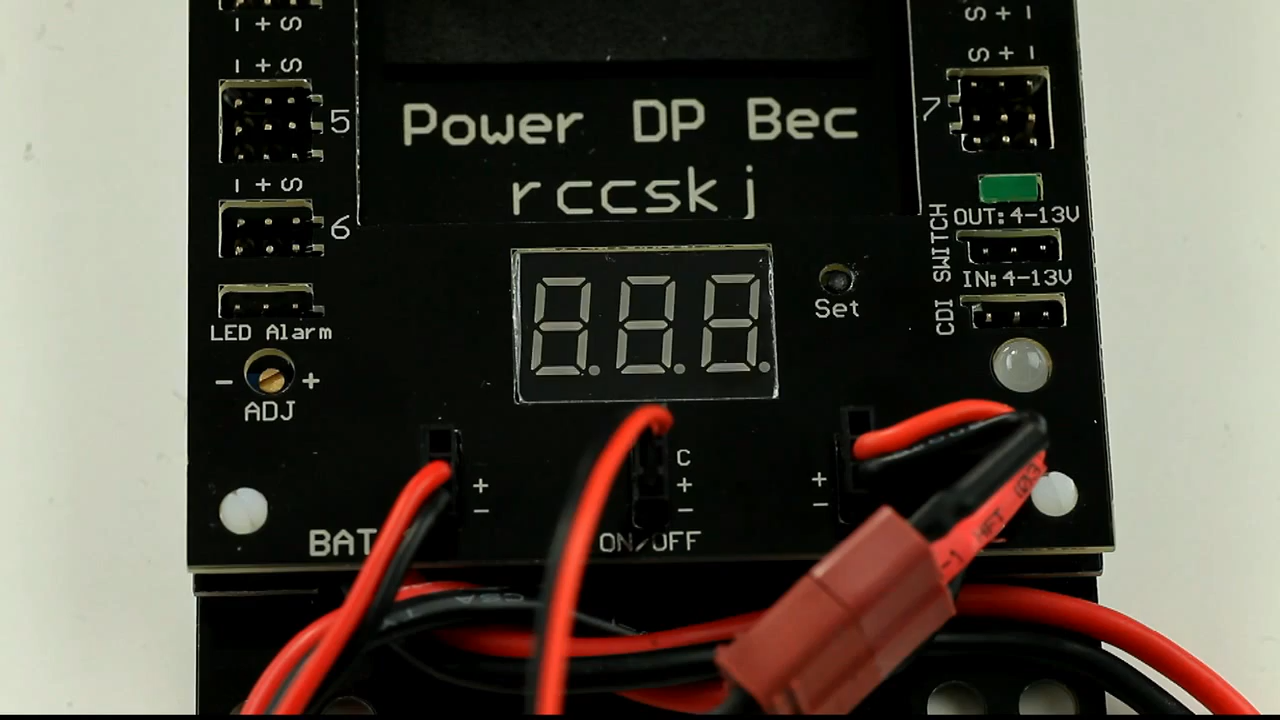 − + S
− + S
5
− + S
6
LED Alarm
− +
ADJ
Power DP Bec
rccskj
Set
S + −
S + −
7
OUT:4-13V
IN:4-13V
CDI SWITCH
+
−
C
+
−
+
−
BAT
ON/OFF
CSA